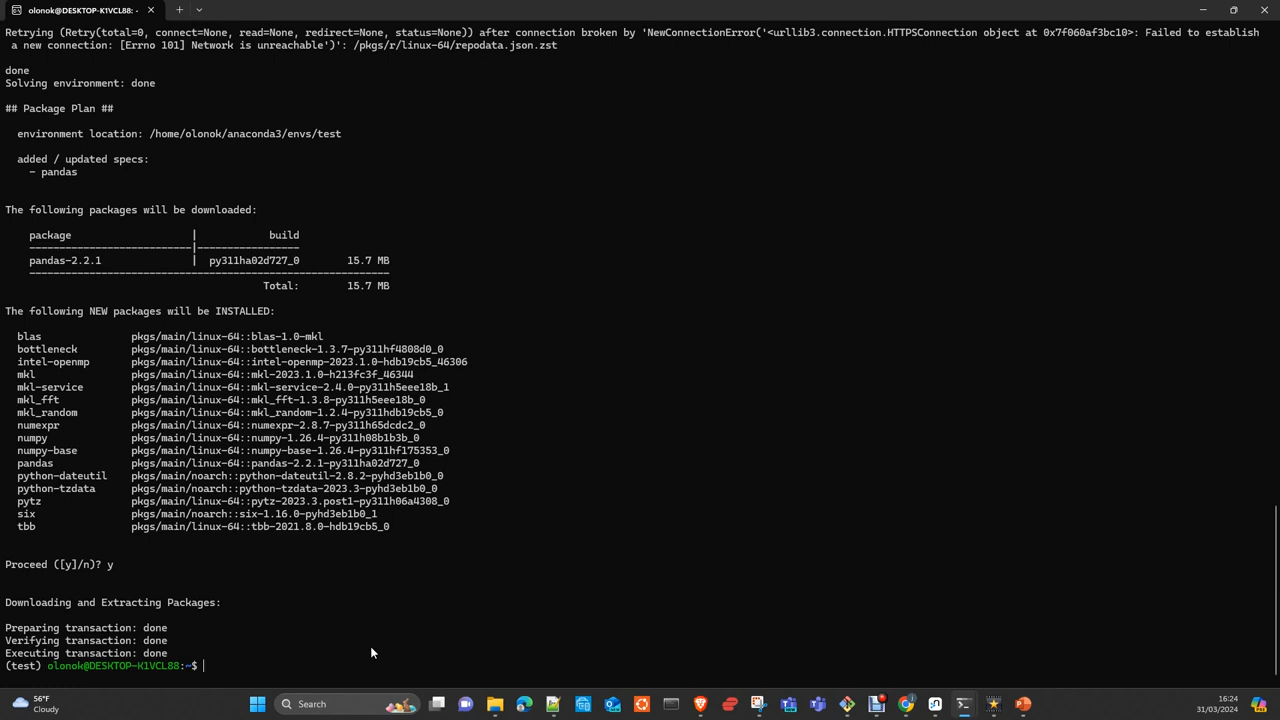 olonok@DESKTOP-K1VCL88: ~
Retrying (Retry(total=0, connect=None, read=None, redirect=None, status=None)) after connection broken by 'NewConnectionError('<urllib3.connection.HTTPSConnection object at 0x7f060af3bc10>: Failed to establish
a new connection: [Errno 101] Network is unreachable')': /pkgs/r/linux-64/repodata.json.zst
done
Solving environment: done
## Package Plan ##
environment location: /home/olonok/anaconda3/envs/test
added / updated specs:
- pandas
The following packages will be downloaded:
package | build
---------------------------|-----------------
pandas-2.2.1 | py311ha02d727_0 15.7 MB
------------------------------------------------------------
Total: 15.7 MB
The following NEW packages will be INSTALLED:
blas pkgs/main/linux-64::blas-1.0-mkl
bottleneck pkgs/main/linux-64::bottleneck-1.3.7-py311hf4808d0_0
intel-openmp pkgs/main/linux-64::intel-openmp-2023.1.0-hdb19cb5_46306
mkl pkgs/main/linux-64::mkl-2023.1.0-h213fc3f_46344
mkl-service pkgs/main/linux-64::mkl-service-2.4.0-py311h5eee18b_1
mkl_fft pkgs/main/linux-64::mkl_fft-1.3.8-py311h5eee18b_0
mkl_random pkgs/main/linux-64::mkl_random-1.2.4-py311hdb19cb5_0
numexpr pkgs/main/linux-64::numexpr-2.8.7-py311h65dcdc2_0
numpy pkgs/main/linux-64::numpy-1.26.4-py311h08b1b3b_0
numpy-base pkgs/main/linux-64::numpy-base-1.26.4-py311hf175353_0
pandas pkgs/main/linux-64::pandas-2.2.1-py311ha02d727_0
python-dateutil pkgs/main/noarch::python-dateutil-2.8.2-pyhd3eb1b0_0
python-tzdata pkgs/main/noarch::python-tzdata-2023.3-pyhd3eb1b0_0
pytz pkgs/main/linux-64::pytz-2023.3.post1-py311h06a4308_0
six pkgs/main/noarch::six-1.16.0-pyhd3eb1b0_1
tbb pkgs/main/linux-64::tbb-2021.8.0-hdb19cb5_0
Proceed ([y]/n)? y
Downloading and Extracting Packages:
Preparing transaction: done
Verifying transaction: done
Executing transaction: done
(test) olonok@DESKTOP-K1VCL88:~$
56°F
Cloudy
Search
16:24
31/03/2024